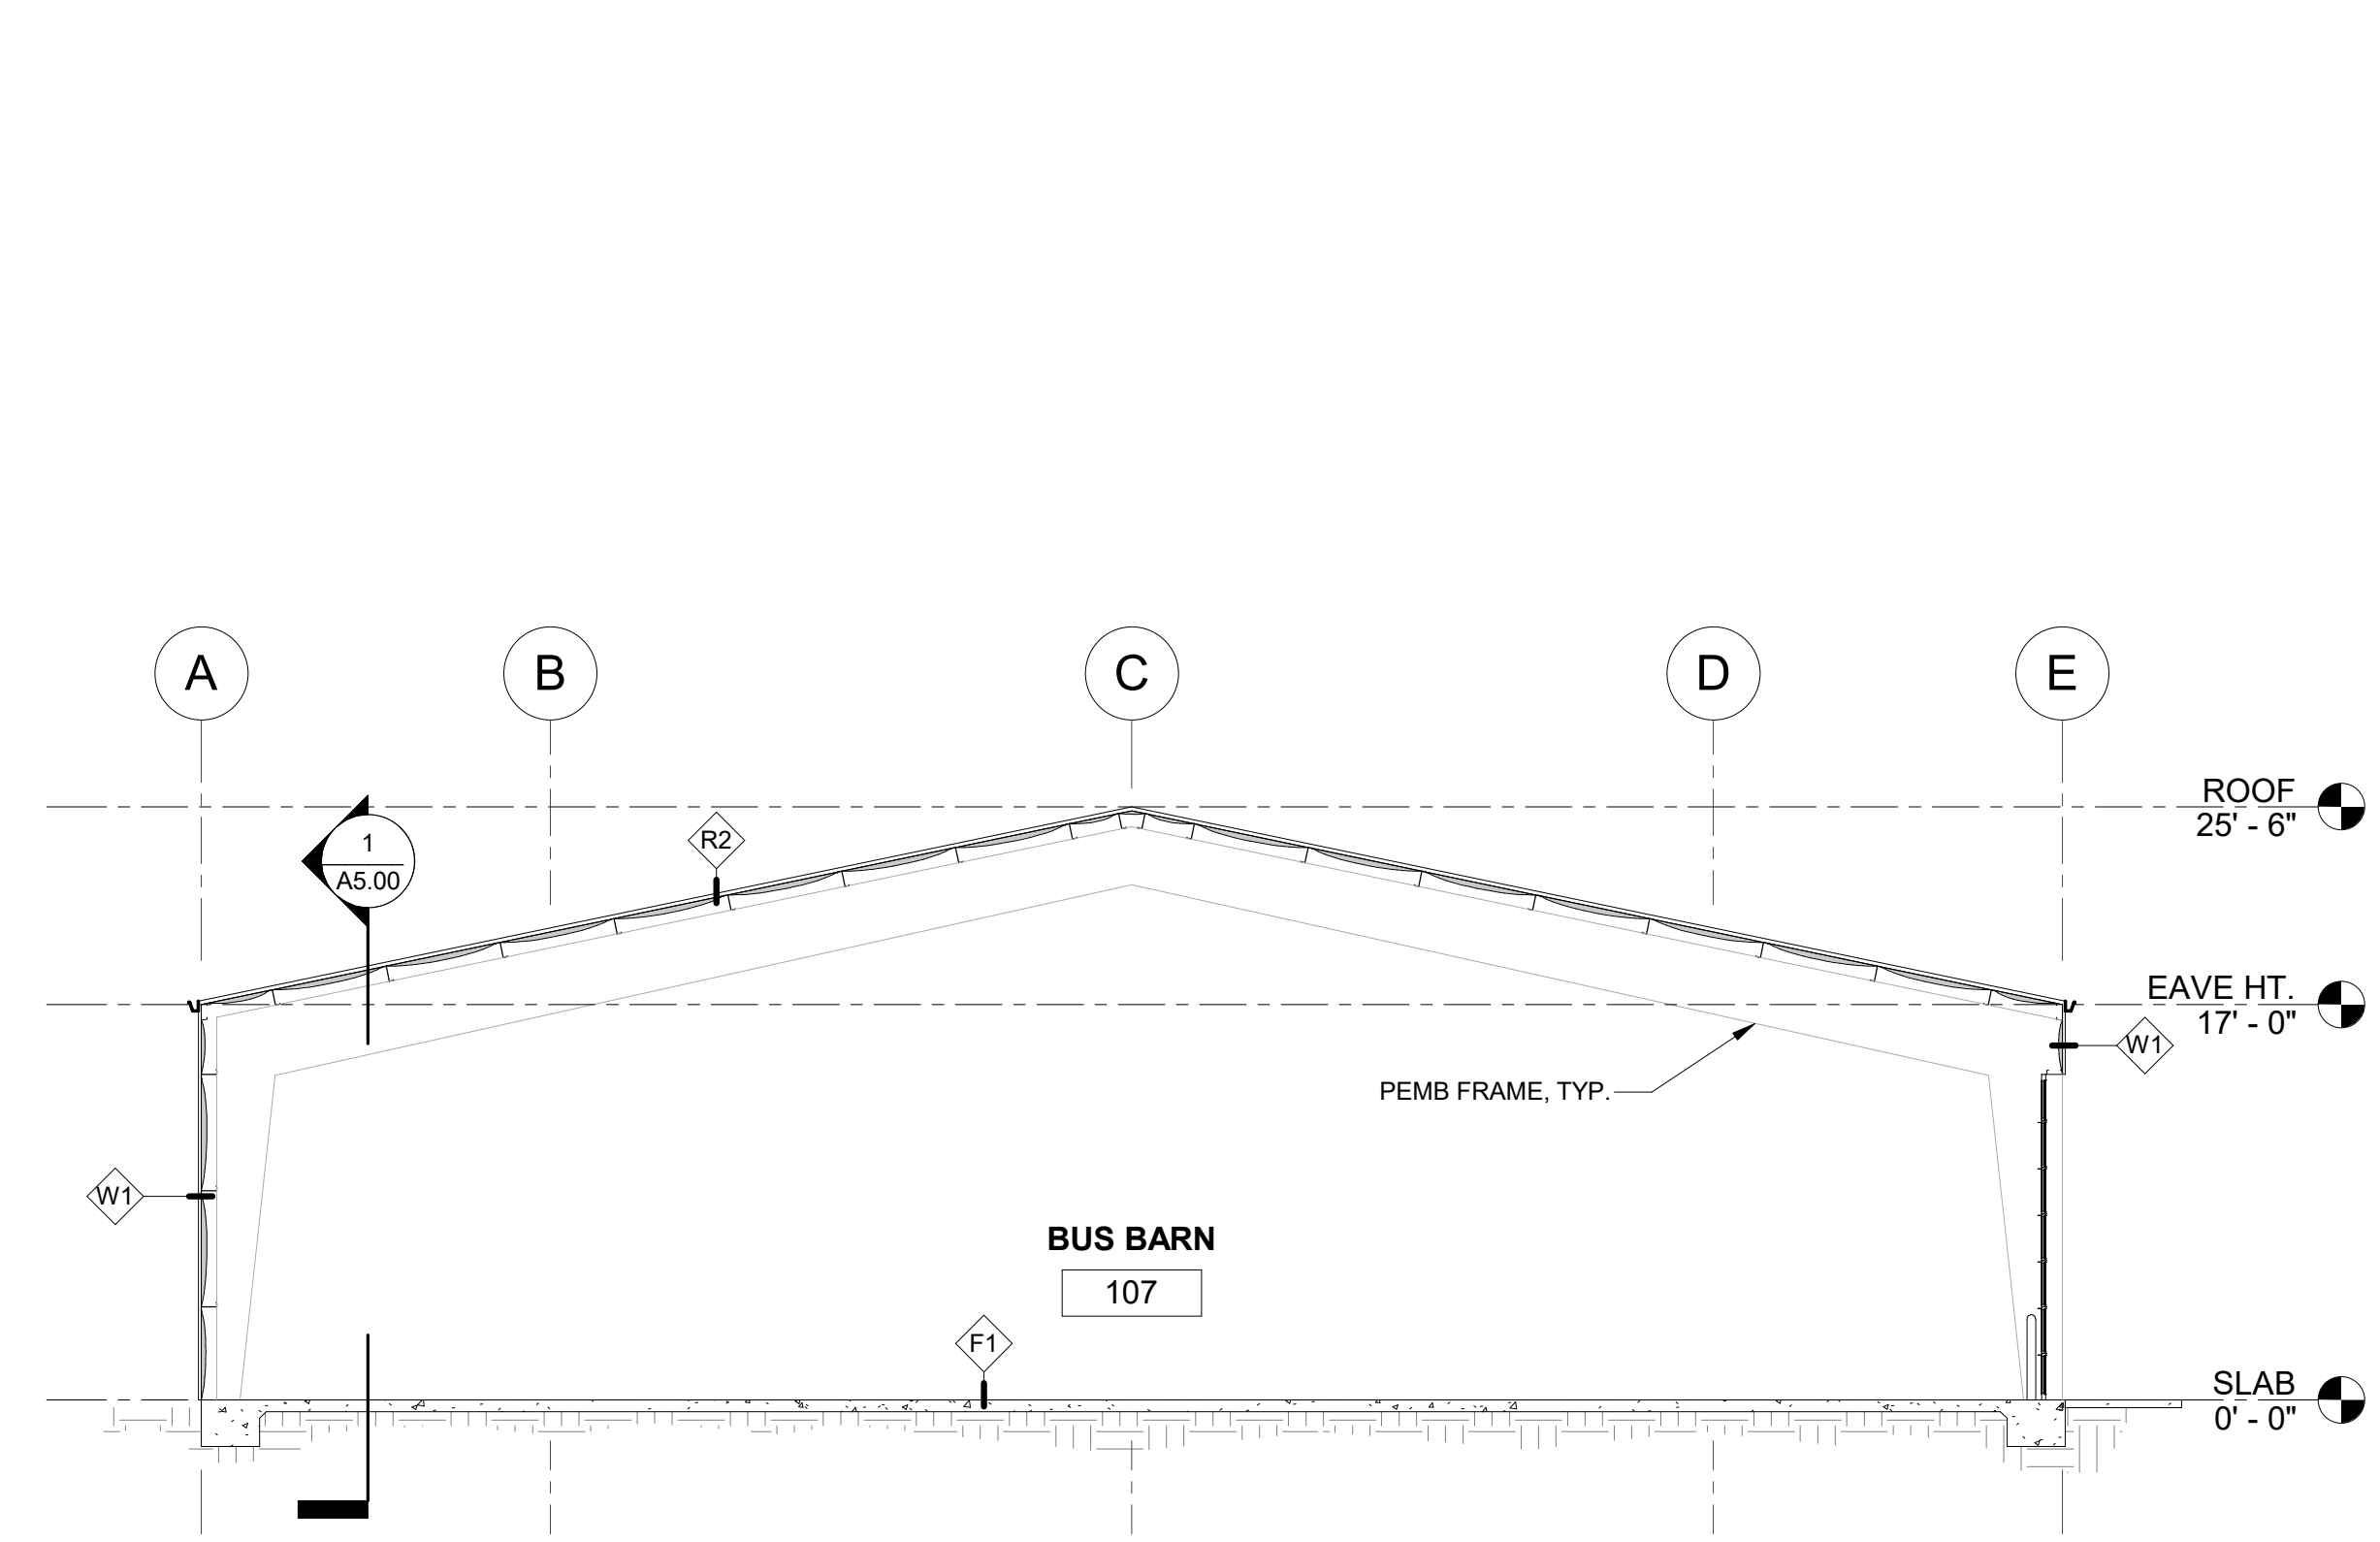 A
B
C
D
E
ROOF
25' - 6"
R2
1
A5.00
EAVE HT.
17' - 0"
W1
PEMB FRAME, TYP.
W1
BUS BARN
107
F1
SLAB
0' - 0"